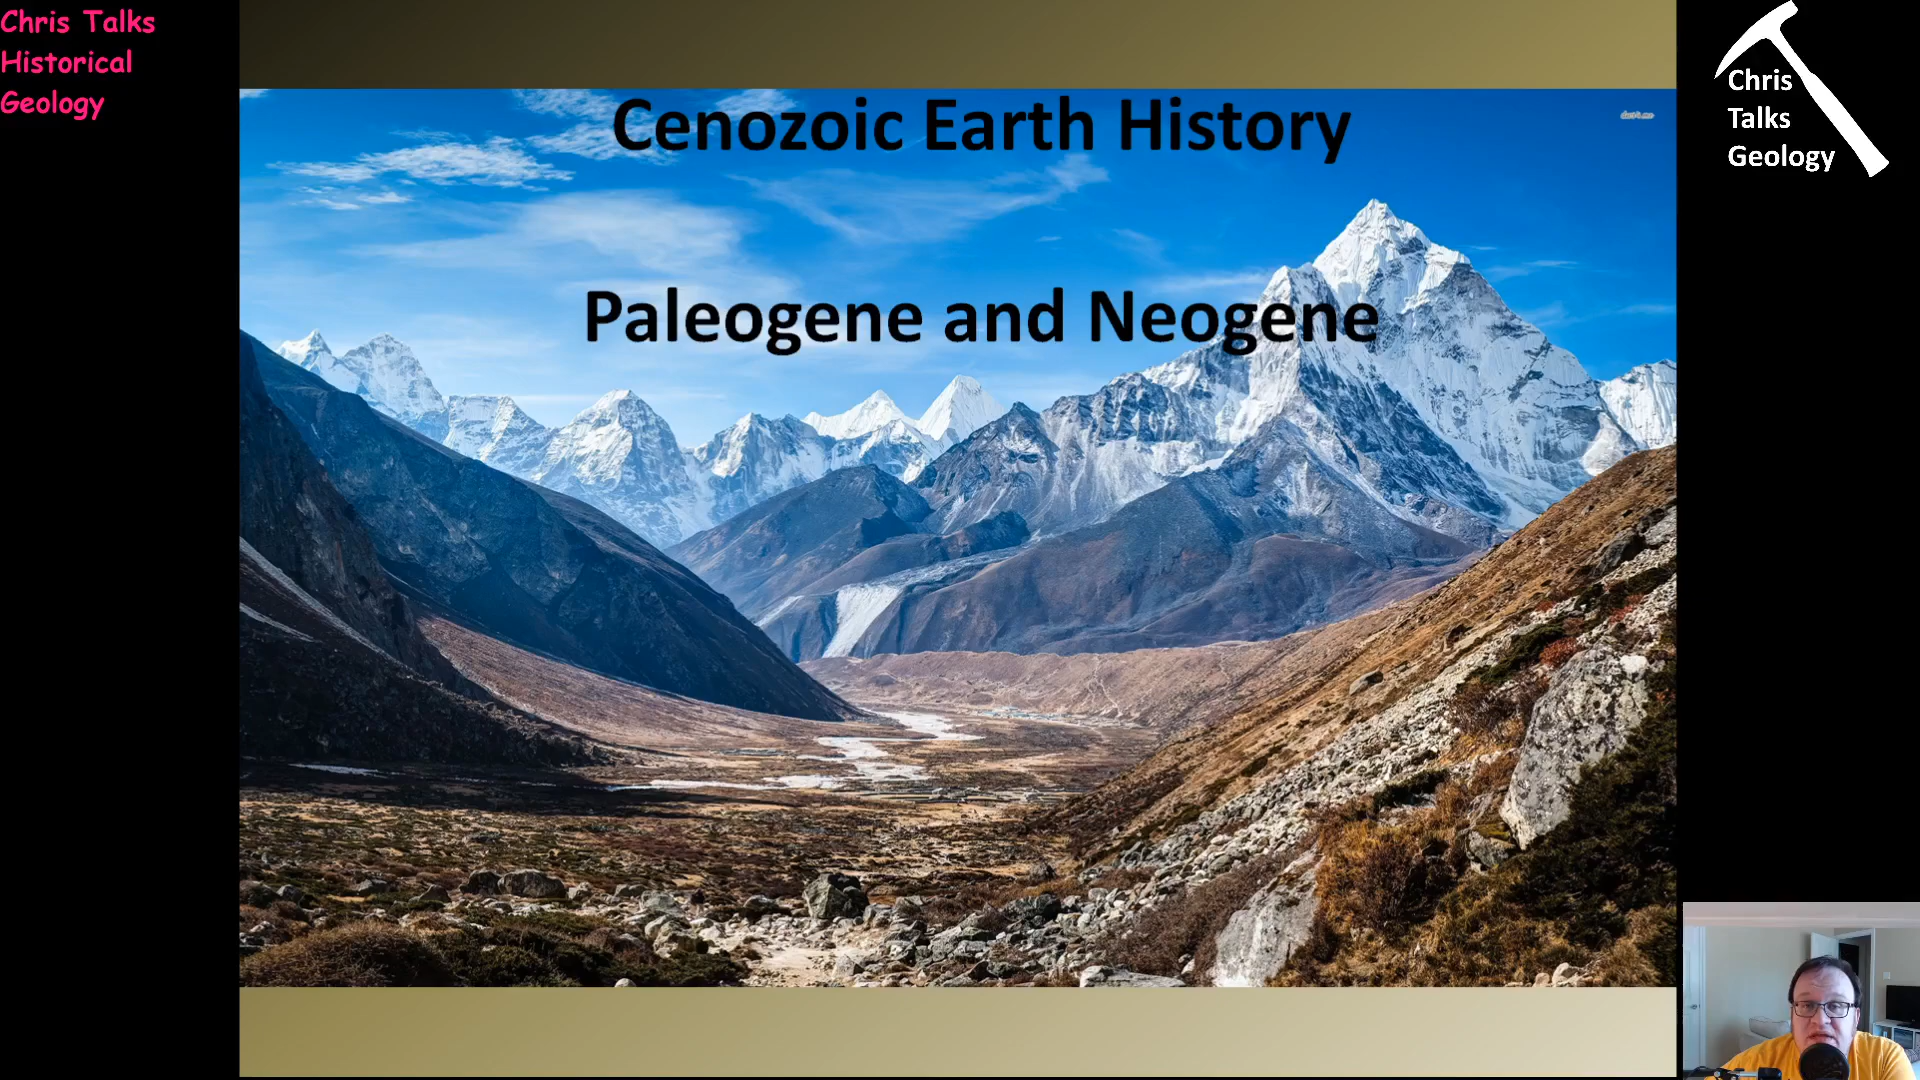 Chris Talks
Historical
Geology
Cenozoic Earth History
Paleogene and Neogene
Chris
Talks
Geology